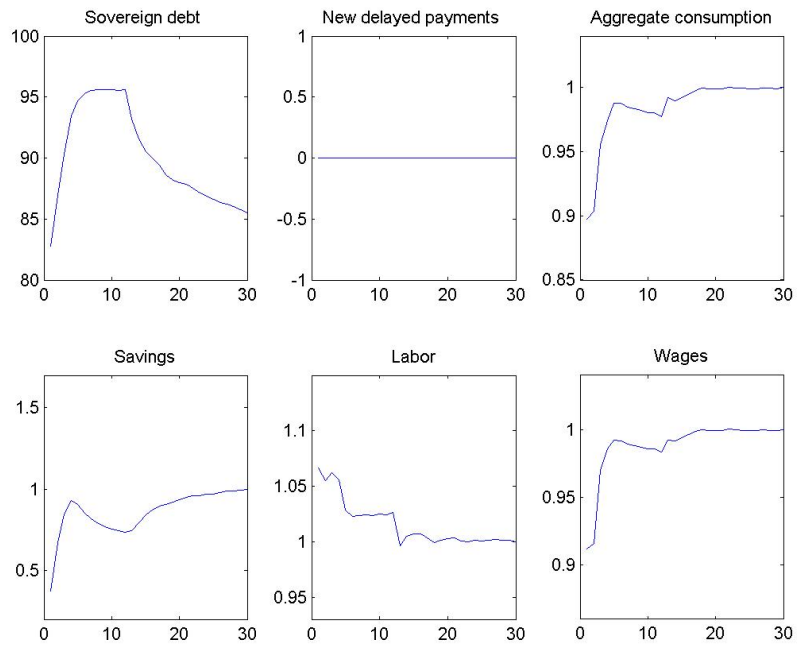 Sovereign debt
100
95
90
85
80
0 10 20 30
New delayed payments
1
0.5
0
-0.5
-1
0 10 20 30
Aggregate consumption
1
0.95
0.9
0.85
0 10 20 30
Savings
1.5
1
0.5
0 10 20 30
Labor
1.1
1.05
1
0.95
0 10 20 30
Wages
1
0.95
0.9
0 10 20 30